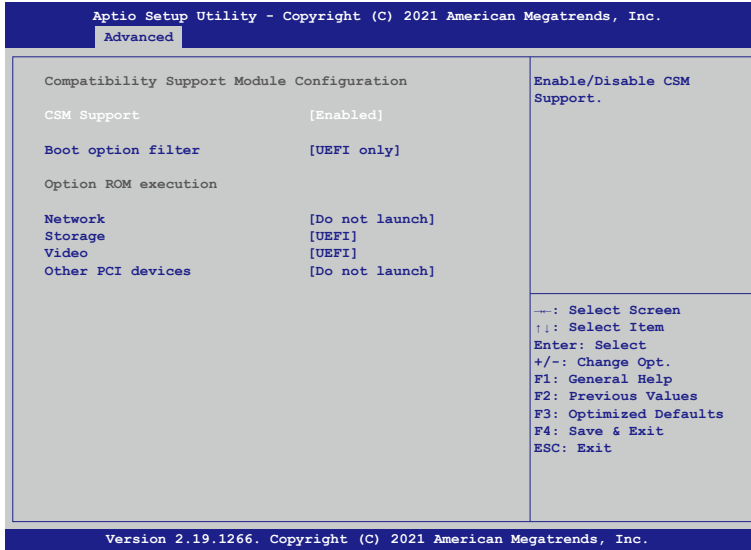 Aptio Setup Utility - Copyright (C) 2021 American Megatrends, Inc.
Advanced
Compatibility Support Module Configuration
CSM Support [Enabled]
Boot option filter [UEFI only]
Option ROM execution
Network [Do not launch]
Storage [UEFI]
Video [UEFI]
Other PCI devices [Do not launch]
Enable/Disable CSM
Support.
→←: Select Screen
↑↓: Select Item
Enter: Select
+/-: Change Opt.
F1: General Help
F2: Previous Values
F3: Optimized Defaults
F4: Save & Exit
ESC: Exit
Version 2.19.1266. Copyright (C) 2021 American Megatrends, Inc.